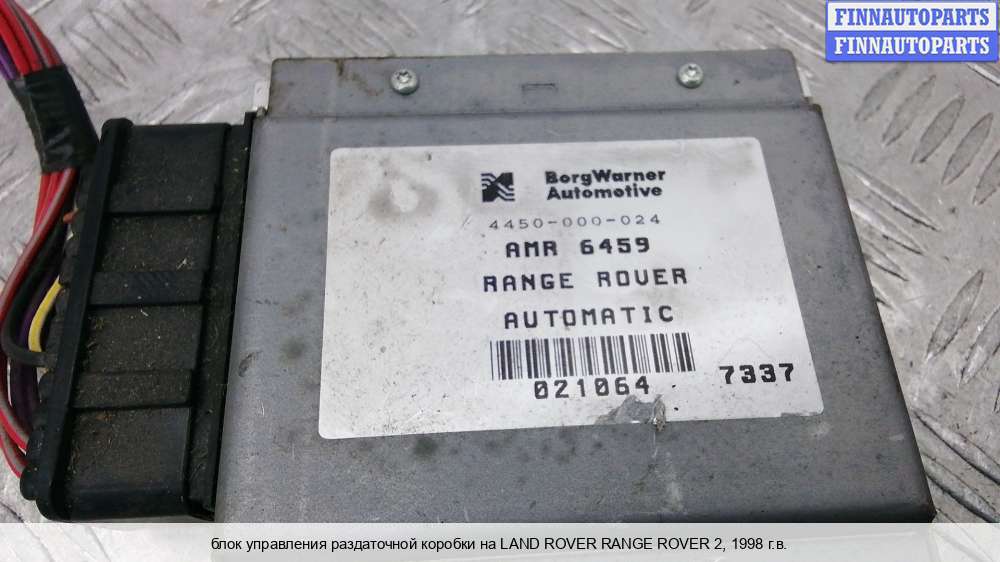 FINNAUTOPARTS
FINNAUTOPARTS
BorgWarner
Automotive
4450-000-024
AMR 6459
RANGE ROVER
AUTOMATIC
021064
7337
блок управления раздаточной коробки на LAND ROVER RANGE ROVER 2, 1998 г.в.